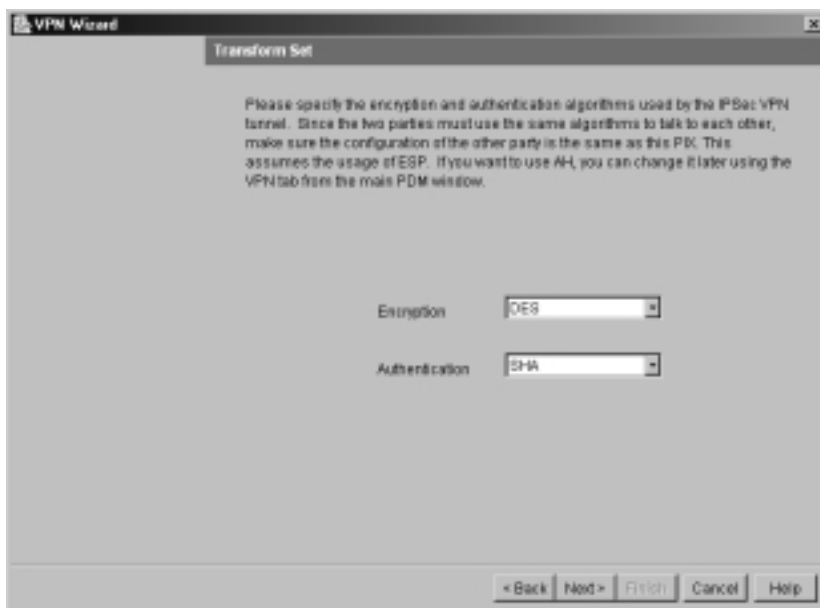 VPN Wizard
Transform Set
Please specify the encryption and authentication algorithms used by the IPSec VPN
tunnel. Since the two parties must use the same algorithms to talk to each other,
make sure the configuration of the other party is the same as this PIX. This
assumes the usage of ESP. If you want to use AH, you can change it later using the
VPN tab from the main PDM window.
Encryption
DES
Authentication
SHA
< Back
Next >
Finish
Cancel
Help